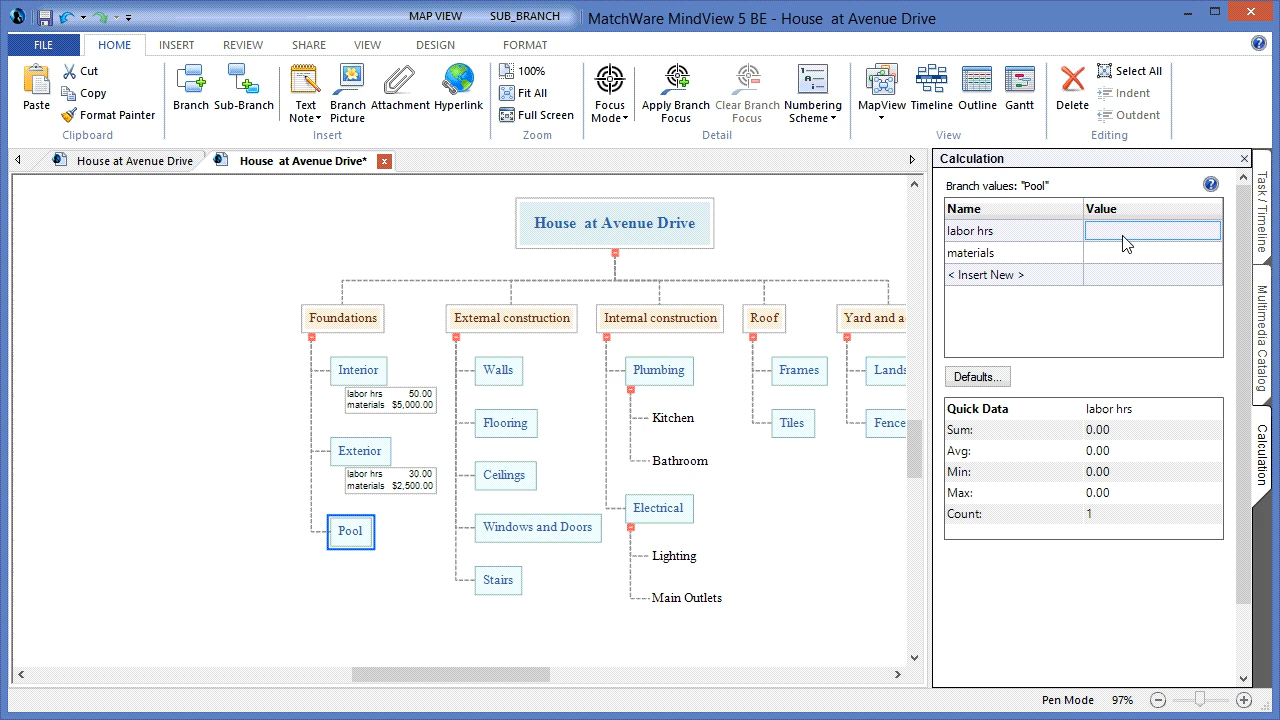 MAP VIEW SUB_BRANCH MatchWare MindView 5 BE - House at Avenue Drive
FILE HOME INSERT REVIEW SHARE VIEW DESIGN FORMAT
Paste
Cut
Copy
Format Painter
Clipboard
Branch
Sub-Branch
Text Note
Branch Picture
Attachment
Hyperlink
Insert
100%
Fit All
Full Screen
Zoom
Focus Mode
Apply Branch Focus
Clear Branch Focus
Numbering Scheme
Detail
MapView
Timeline
Outline
Gantt
View
Delete
Select All
Indent
Outdent
Editing
House at Avenue Drive
House at Avenue Drive*
House at Avenue Drive
Foundations
Interior
labor hrs 50.00
materials $5,000.00
Exterior
labor hrs 30.00
materials $2,500.00
Pool
External construction
Walls
Flooring
Ceilings
Windows and Doors
Stairs
Internal construction
Plumbing
Kitchen
Bathroom
Electrical
Lighting
Main Outlets
Roof
Frames
Tiles
Yard and a
Lands
Fence
Calculation
Branch values: "Pool"
Name Value
labor hrs
materials
< Insert New >
Defaults...
Quick Data labor hrs
Sum: 0.00
Avg: 0.00
Min: 0.00
Max: 0.00
Count: 1
Task / Timeline
Multimedia Catalog
Calculation
Pen Mode 97%